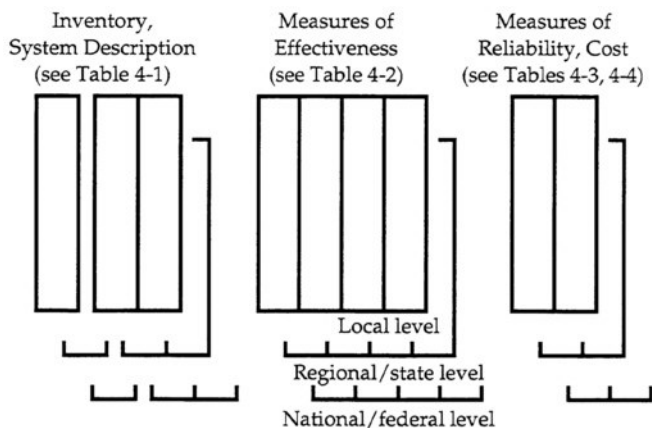 Inventory,
System Description
(see Table 4-1)
Measures of
Effectiveness
(see Table 4-2)
Measures of
Reliability, Cost
(see Tables 4-3, 4-4)
Local level
Regional/state level
National/federal level